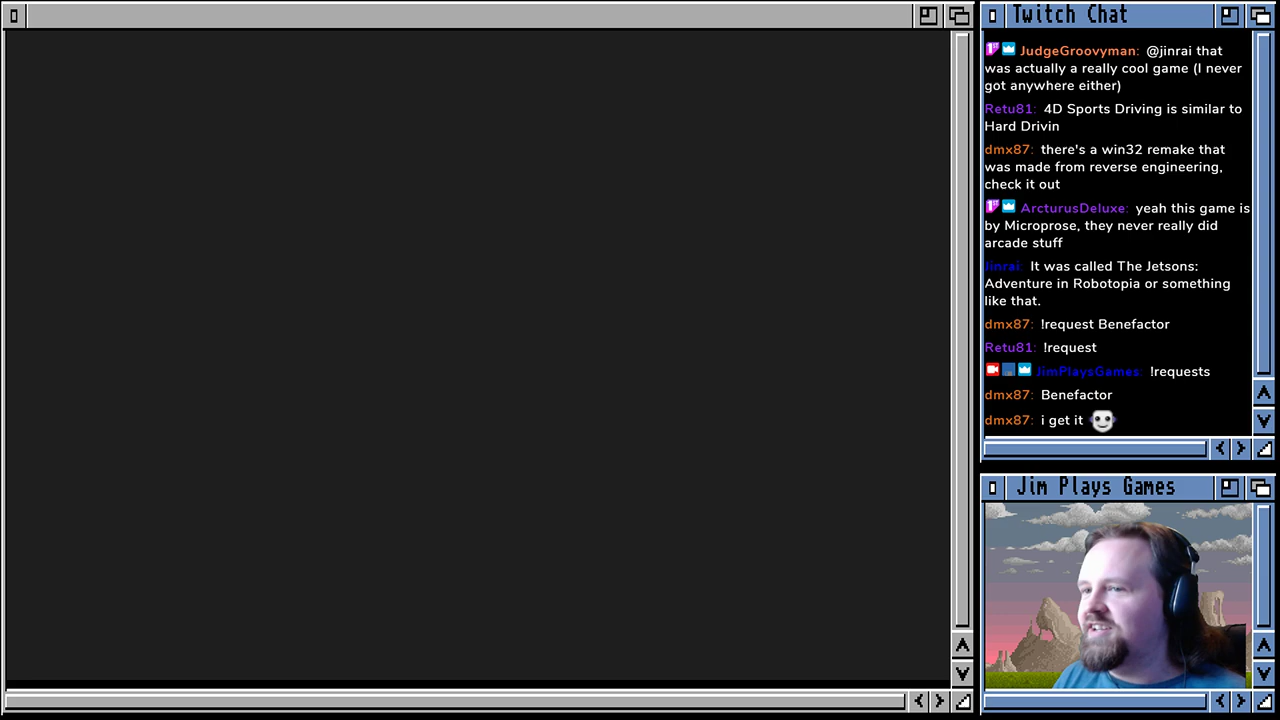 Twitch Chat
JudgeGroovyman: @jinrai that
was actually a really cool game (I never
got anywhere either)
Retu81: 4D Sports Driving is similar to
Hard Drivin
dmx87: there's a win32 remake that
was made from reverse engineering,
check it out
ArcturusDeluxe: yeah this game is
by Microprose, they never really did
arcade stuff
Jinrai: It was called The Jetsons:
Adventure in Robotopia or something
like that.
dmx87: !request Benefactor
Retu81: !request
JimPlaysGames: !requests
dmx87: Benefactor
dmx87: i get it
Jim Plays Games